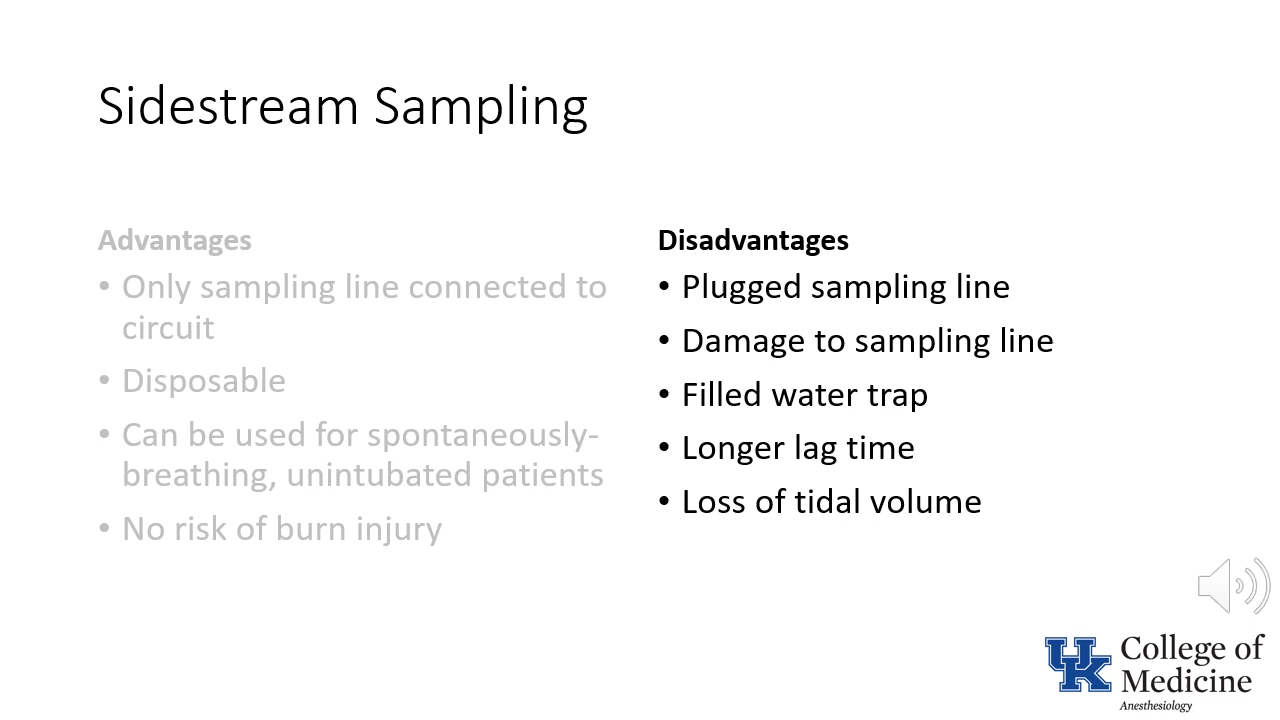 Sidestream Sampling
Advantages
• Only sampling line connected to
circuit
• Disposable
• Can be used for spontaneously-
breathing, unintubated patients
• No risk of burn injury
Disadvantages
• Plugged sampling line
• Damage to sampling line
• Filled water trap
• Longer lag time
• Loss of tidal volume
UK
College of
Medicine
Anesthesiology